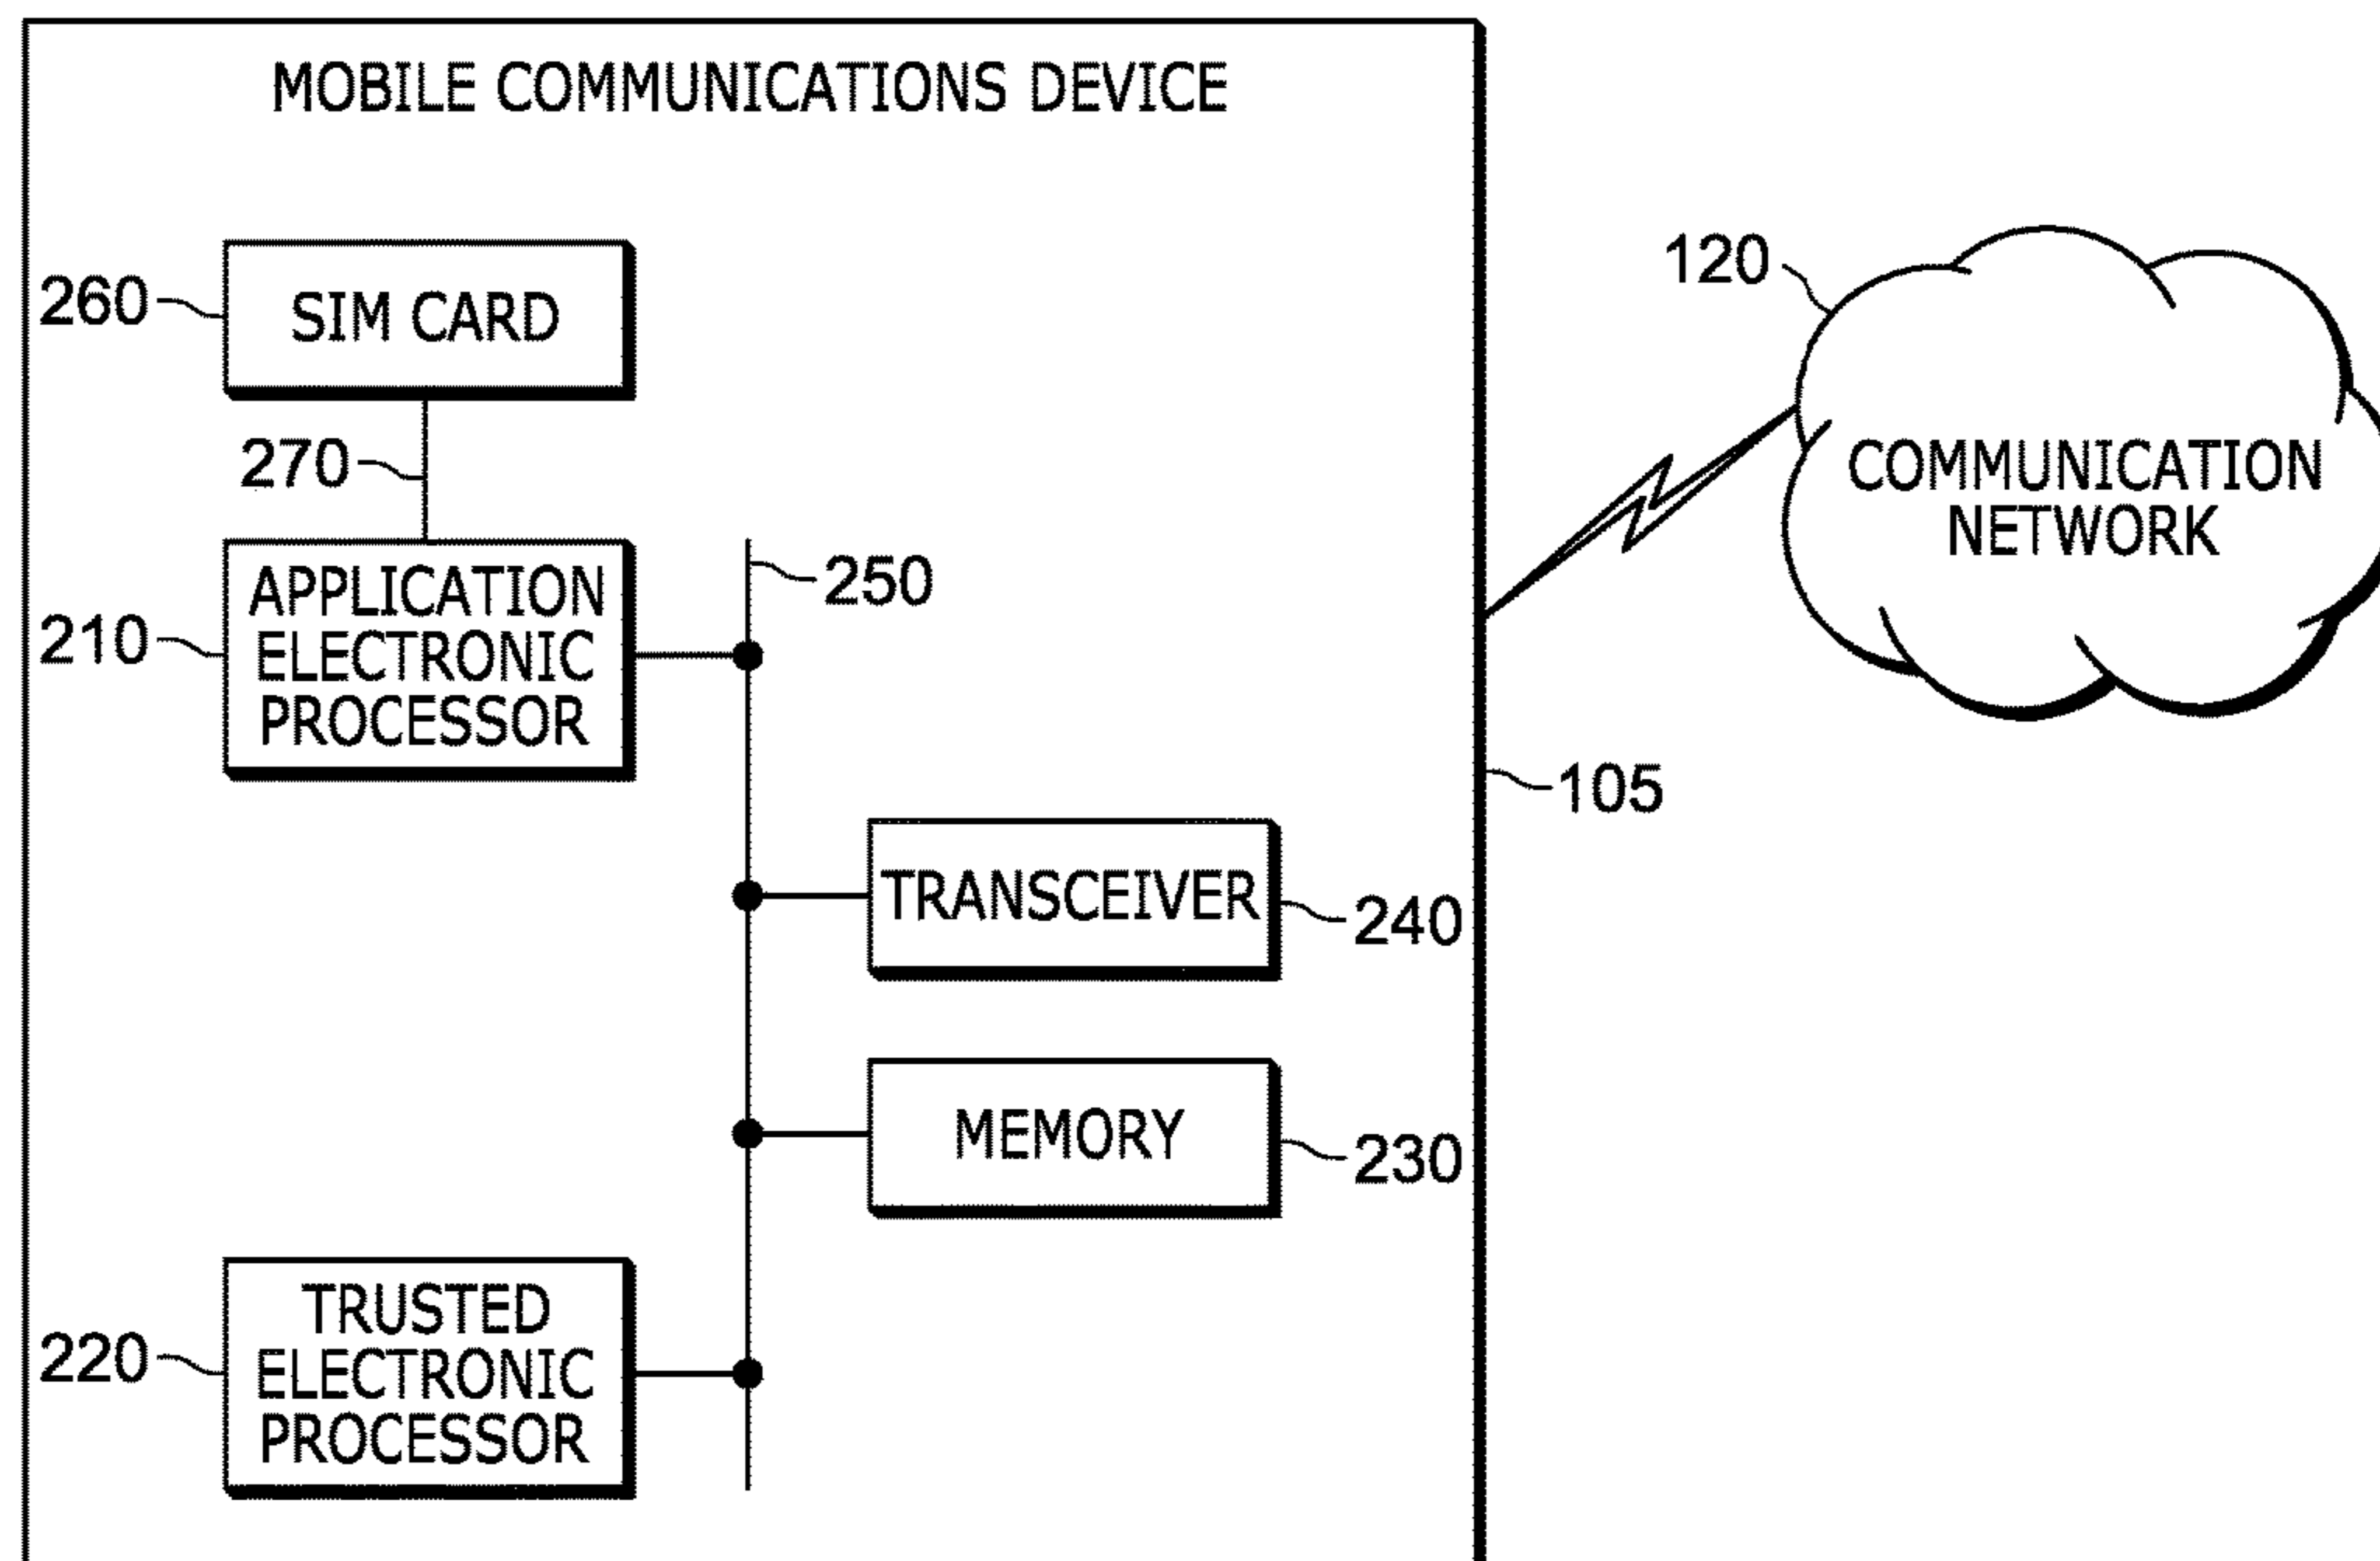 MOBILE COMMUNICATIONS DEVICE
260
SIM CARD
120
270
COMMUNICATION
NETWORK
250
210
APPLICATION
ELECTRONIC
PROCESSOR
105
TRANSCEIVER
240
MEMORY
230
220
TRUSTED
ELECTRONIC
PROCESSOR